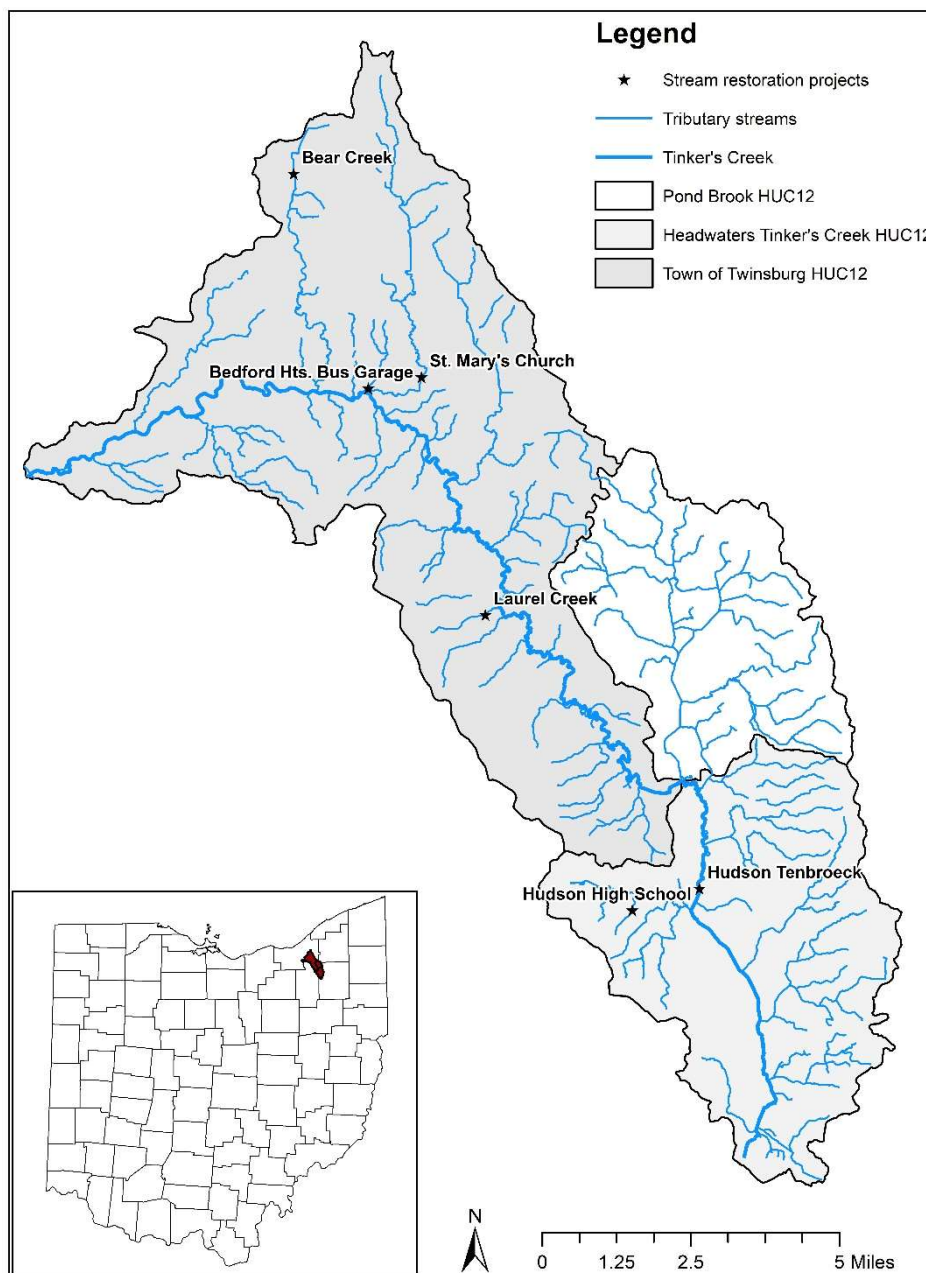 Legend
Stream restoration projects
Tributary streams
Tinker's Creek
Pond Brook HUC12
Headwaters Tinker's Creek HUC12
Town of Twinsburg HUC12
Bear Creek
St. Mary's Church
Bedford Hts. Bus Garage
Laurel Creek
Hudson Tenbroeck
Hudson High School
N
0 1.25 2.5 5 Miles